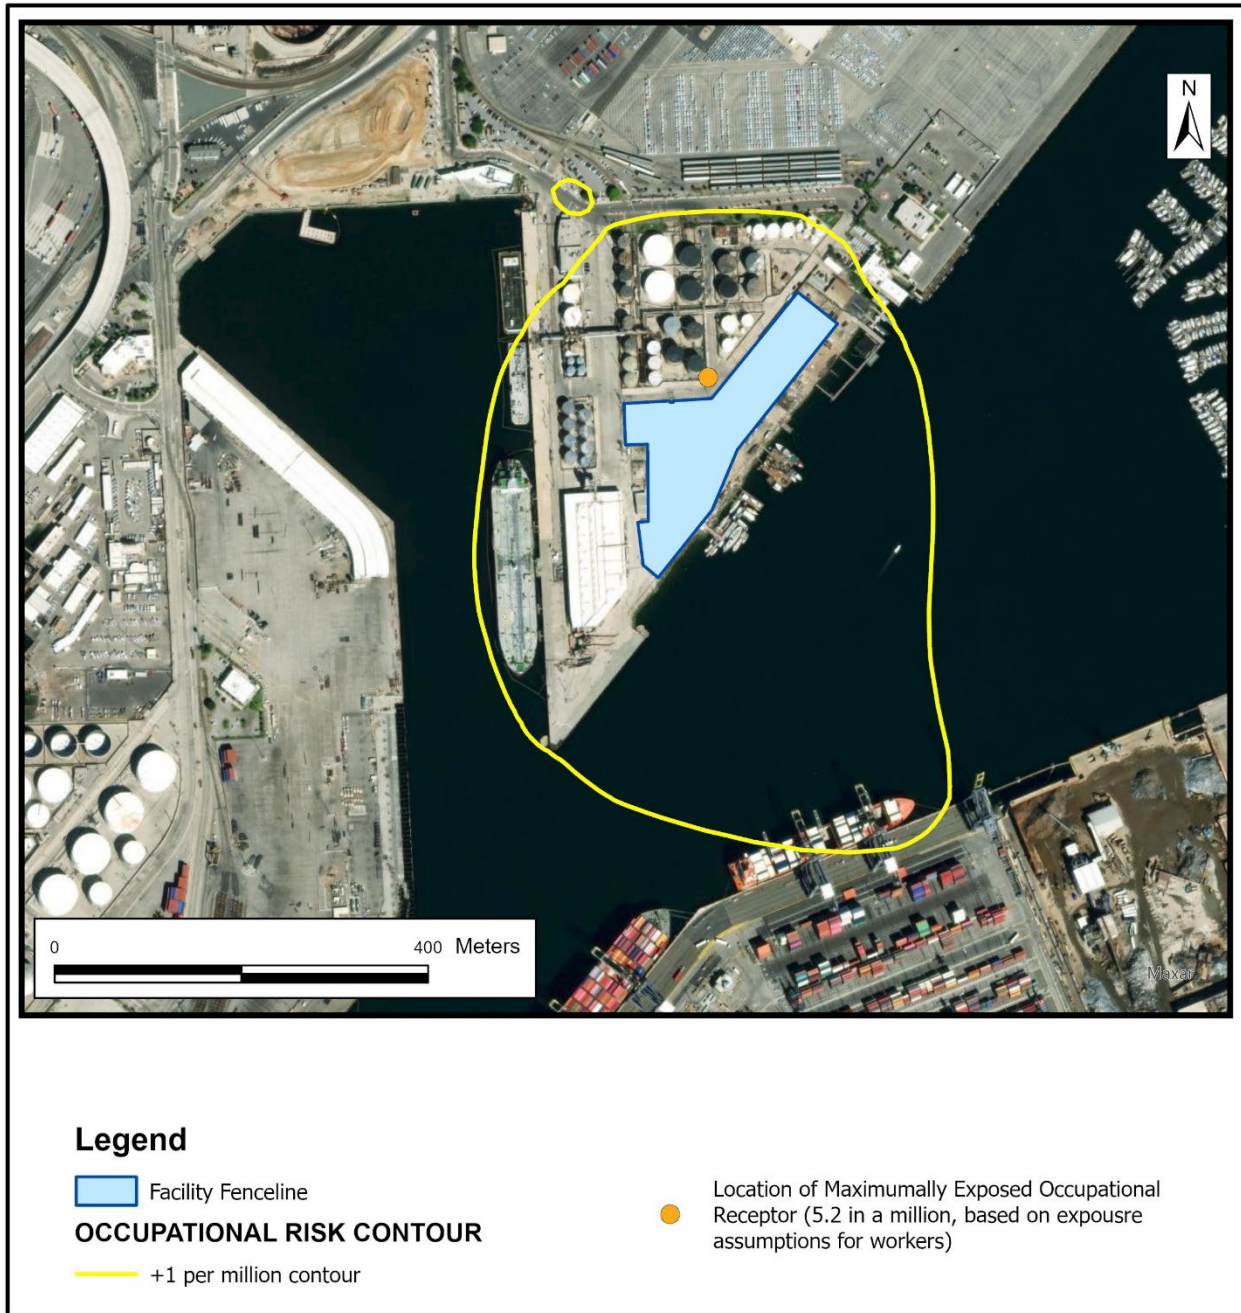 N
0 400 Meters
Maxar
Legend
Facility Fenceline
OCCUPATIONAL RISK CONTOUR
+1 per million contour
Location of Maximumally Exposed Occupational
Receptor (5.2 in a million, based on expousre
assumptions for workers)